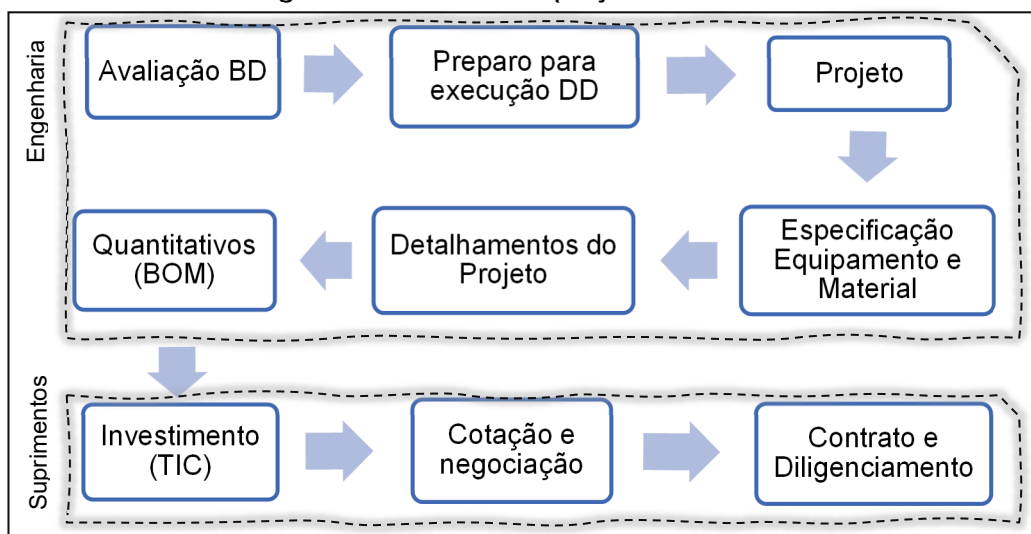 Engenharia
Avaliação BD
Preparo para
execução DD
Projeto
Especificação
Equipamento e
Material
Detalhamentos do
Projeto
Quantitativos
(BOM)
Suprimentos
Investimento
(TIC)
Cotação e
negociação
Contrato e
Diligenciamento